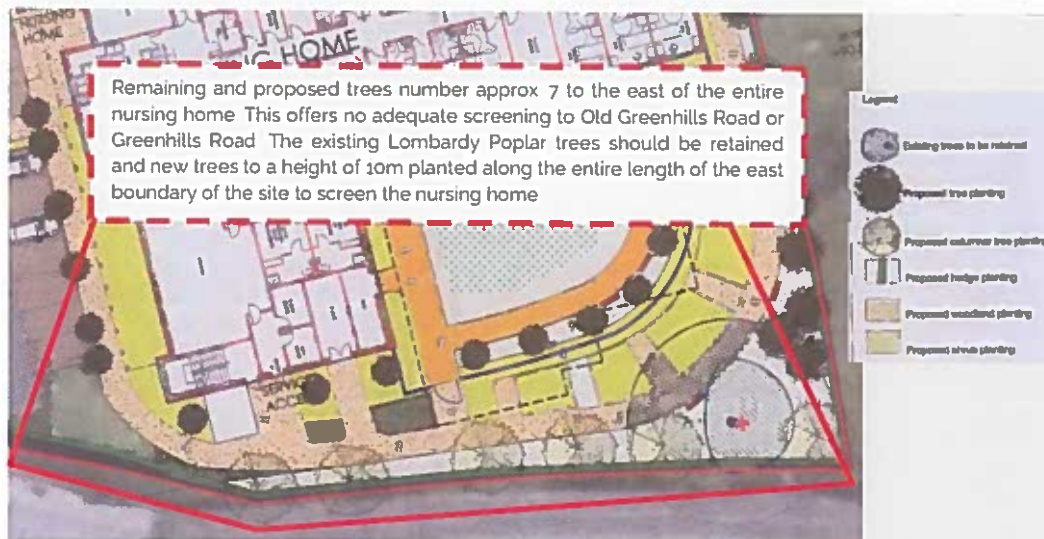 NURSING
HOME
HOME
Remaining and proposed trees number approx 7 to the east of the entire
nursing home This offers no adequate screening to Old Greenhills Road or
Greenhills Road The existing Lombardy Poplar trees should be retained
and new trees to a height of 10m planted along the entire length of the east
boundary of the site to screen the nursing home
Legend
Existing trees to be retained
Proposed tree planting
Proposed columnar tree planting
Proposed hedge planting
Proposed woodland planting
Proposed shrub planting